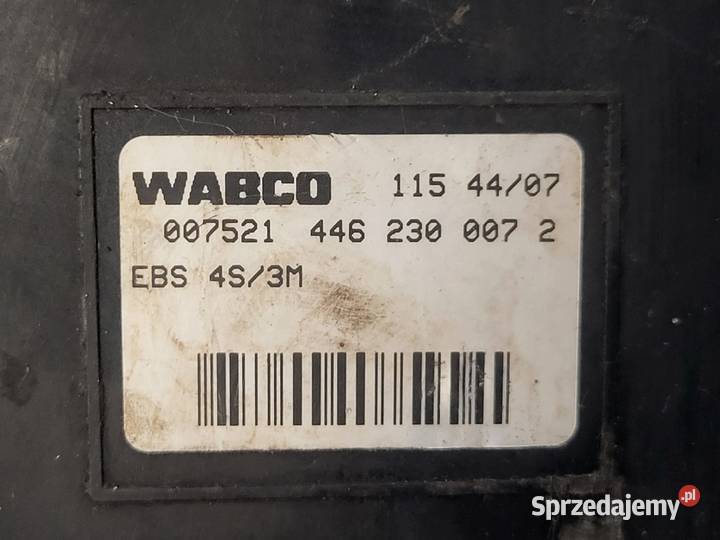 WABCO 115 44/07
007521 446 230 007 2
EBS 4S/3M
Sprzedajemy.pl